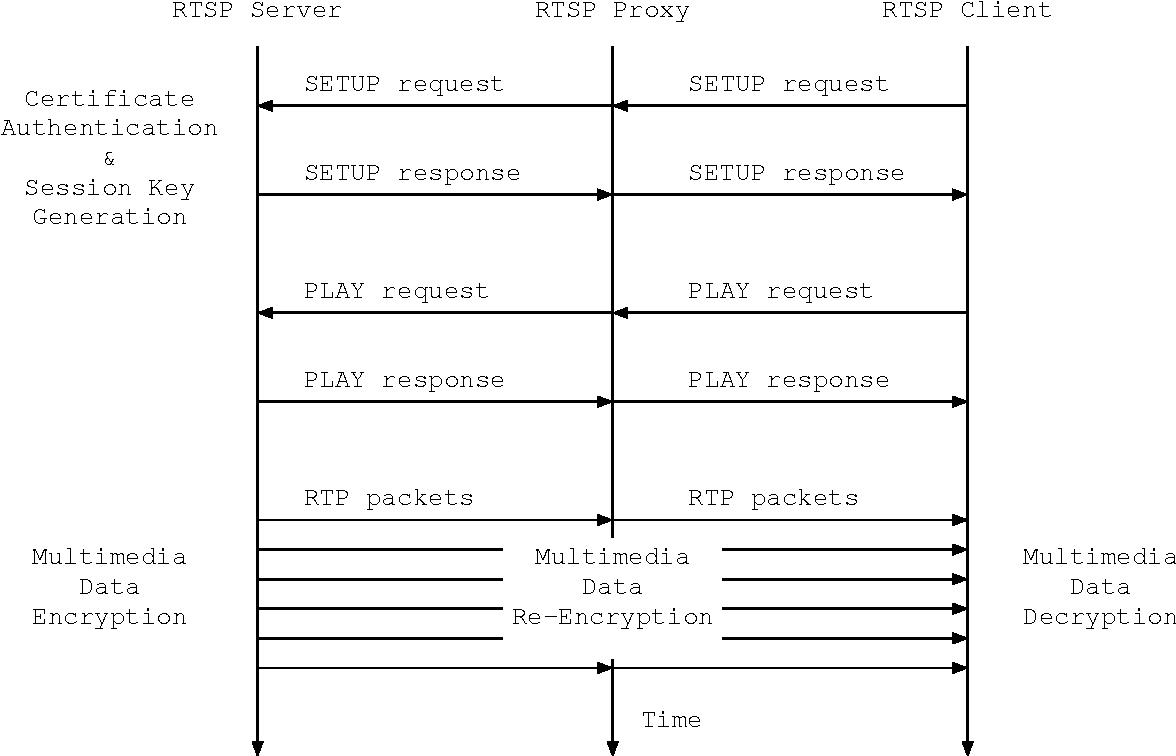 RTSP Server
RTSP Proxy
RTSP Client
SETUP request
SETUP request
Certificate
Authentication
&
Session Key
Generation
SETUP response
SETUP response
PLAY request
PLAY request
PLAY response
PLAY response
RTP packets
RTP packets
Multimedia
Data
Encryption
Multimedia
Data
Re-Encryption
Multimedia
Data
Decryption
Time